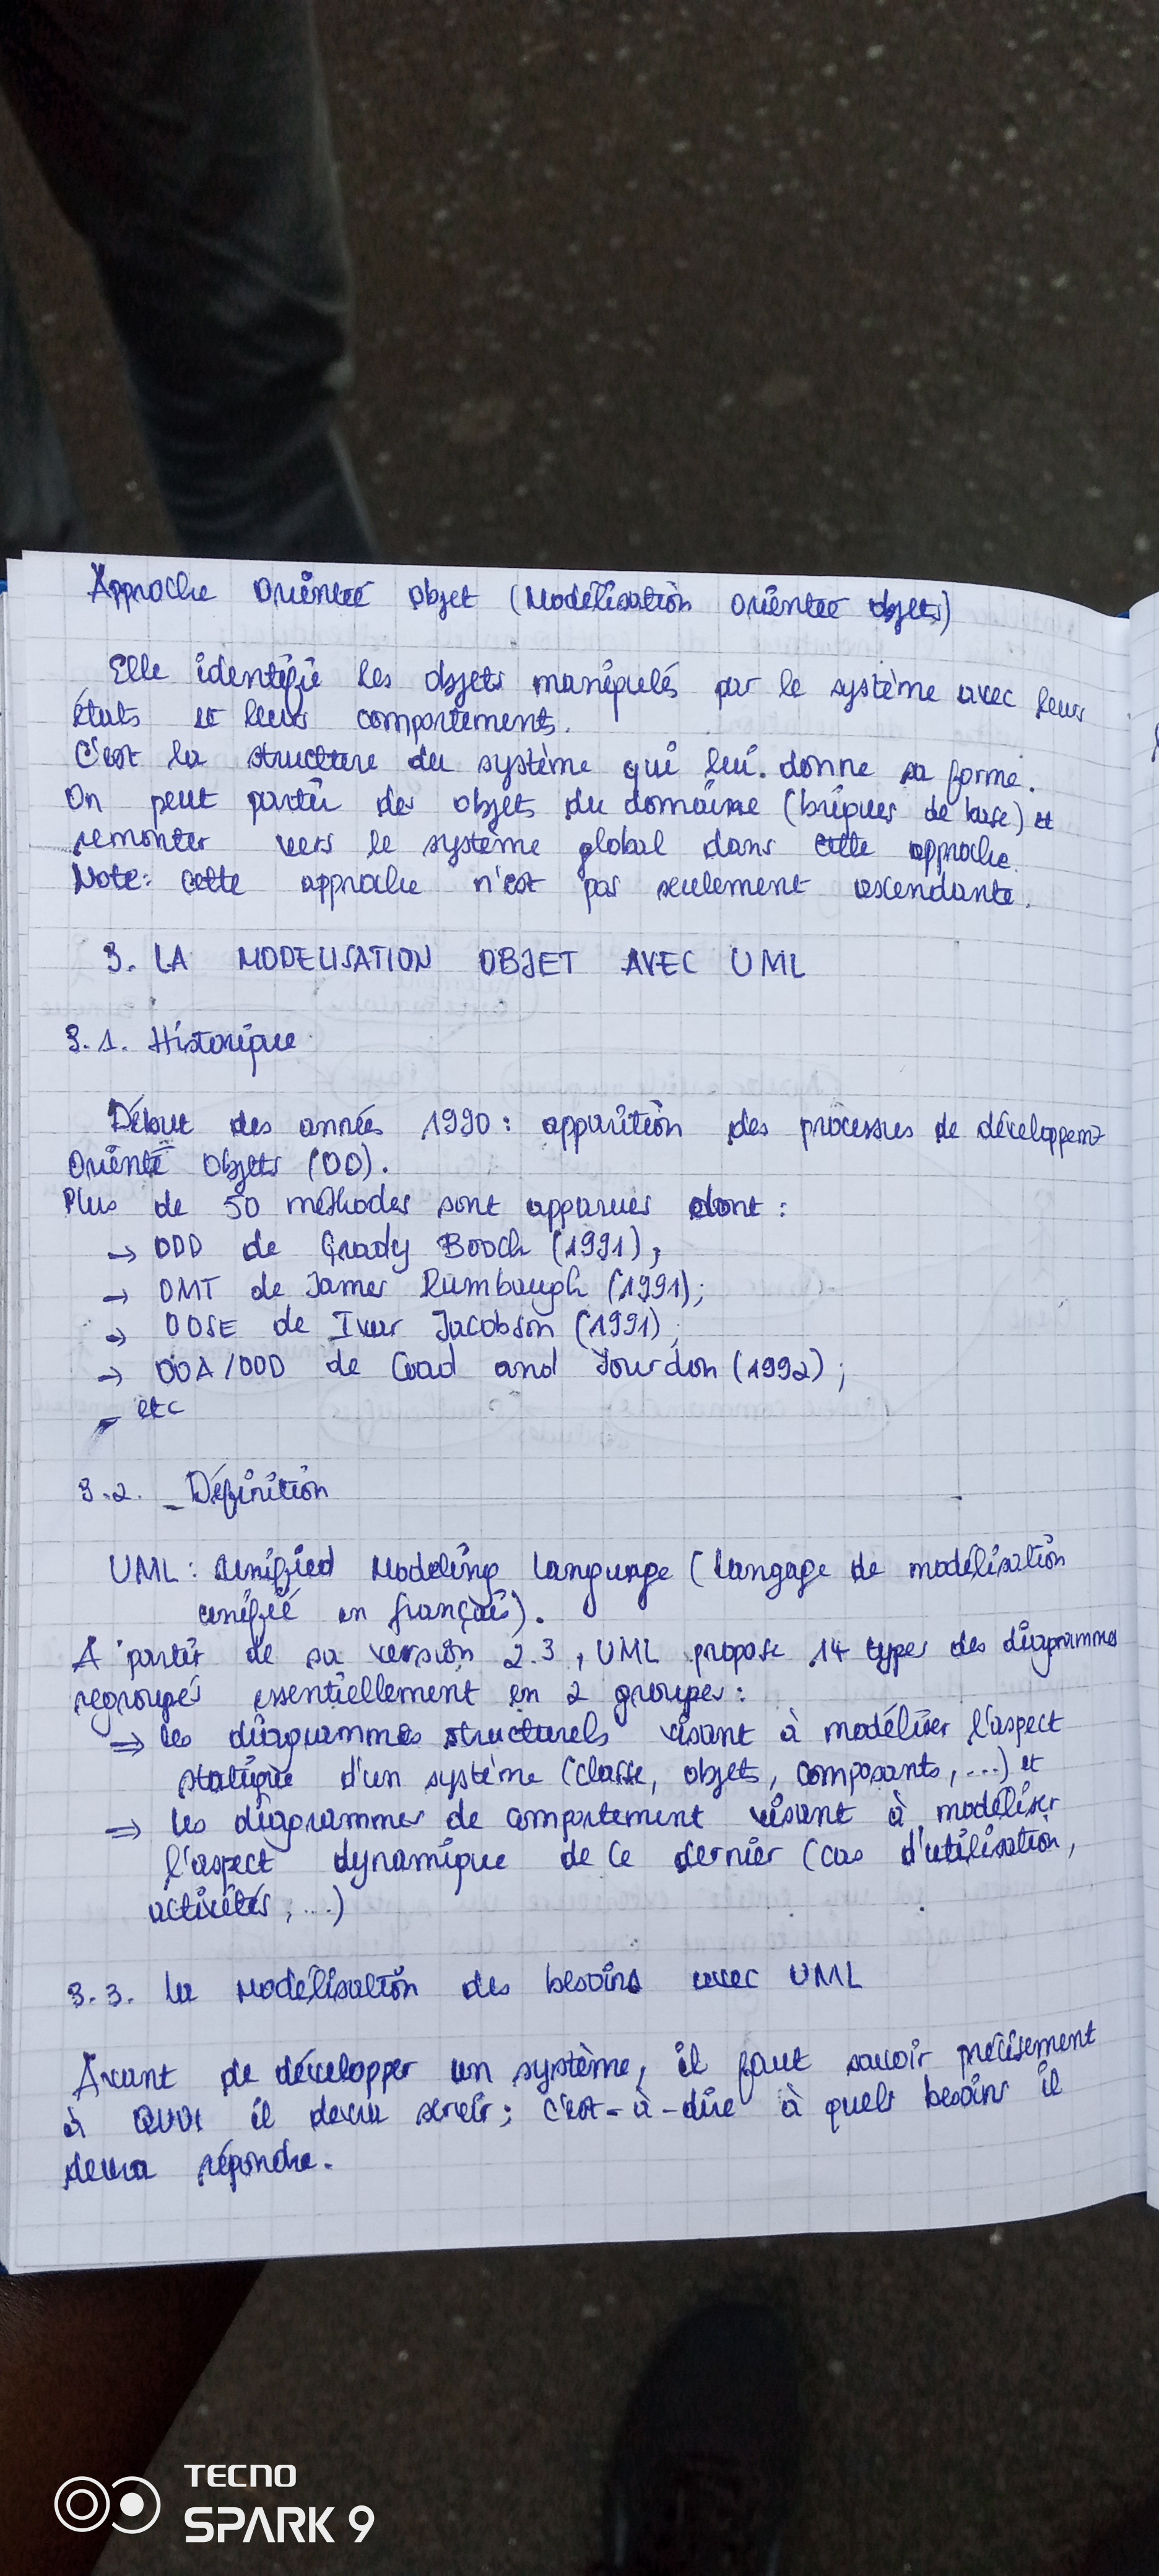 Approche orientée objet (Modélisation orientée objets)
Elle identifie les objets manipulés par le système avec leurs
états et leurs comportements.
C'est la structure du système qui lui donne sa forme.
On peut partir des objets du domaine (briques de base) et
remonter vers le système global dans cette approche.
Note: cette approche n'est pas seulement ascendante.
3. LA MODELISATION OBJET AVEC UML
3.1. Historique
Début des années 1990 : apparition des processus de développemt
Orienté Objets (OO).
Plus de 50 méthodes sont apparues dont :
→ OOD de Grady Booch (1991);
→ OMT de James Rumbaugh (1991);
→ OOSE de Ivar Jacobson (1991);
→ OOA/OOD de Coad and Yourdon (1992);
- etc
3.2. - Définition
UML : Unified Modeling Language (Langage de modélisation
unifié en français).
A partir de sa version 2.3, UML propose 14 types des diagrammes
regroupés essentiellement en 2 groupes :
⇒ les diagrammes structurels visant à modéliser l'aspect
statique d'un système (classe, objets, composants, ...) et
⇒ les diagrammes de comportement visant à modéliser
l'aspect dynamique de ce dernier (cas d'utilisation,
activités, ...)
3.3. La modélisation des besoins avec UML
Avant de développer un système, il faut savoir précisement
à QUOI il devra servir; c'est-à-dire à quels besoins il
devra répondre.
TECNO
SPARK 9